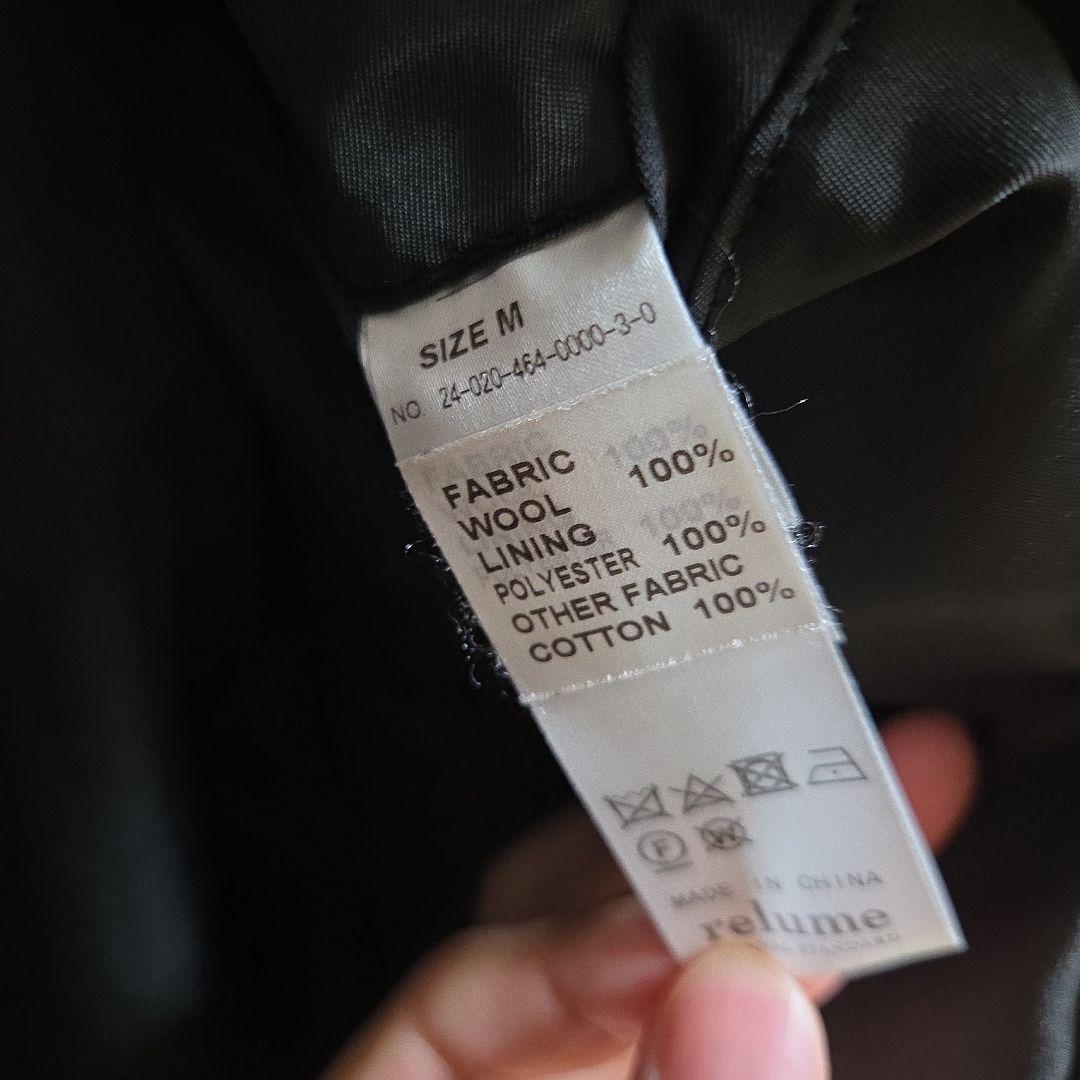 SIZE M
NO. 24-020-464-0000-3-0
FABRIC
WOOL 100%
LINING
POLYESTER 100%
OTHER FABRIC
COTTON 100%
F
W
MADE IN CHINA
relume
STANDARD